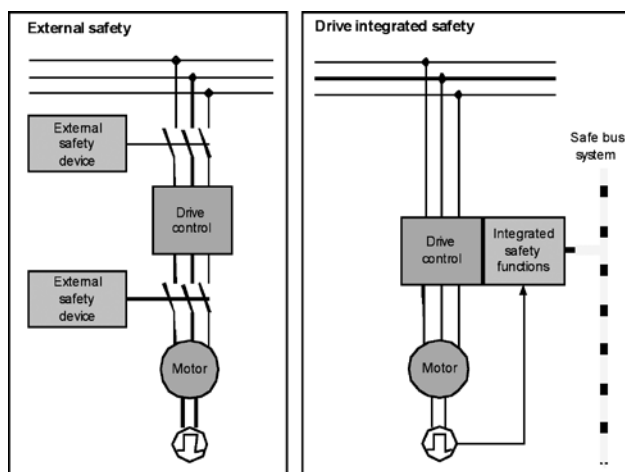 External safety
External
safety
device
Drive
control
External
safety
device
Motor
Drive integrated safety
Safe bus
system
Drive
control
Integrated
safety
functions
Motor